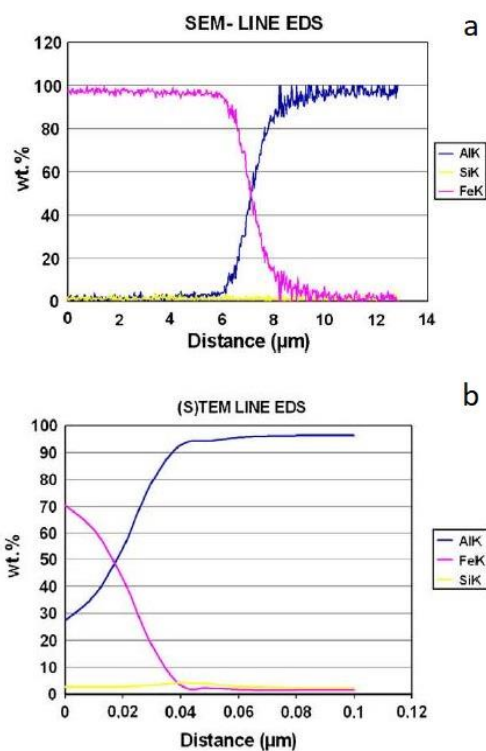 SEM- LINE EDS
a
120
100
80
60
40
20
0
wt.%
0 2 4 6 8 10 12 14
Distance (µm)
AlK
SiK
FeK
(S)TEM LINE EDS
b
100
90
80
70
60
50
40
30
20
10
0
wt.%
0 0.02 0.04 0.06 0.08 0.1 0.12
Distance (µm)
AlK
FeK
SiK